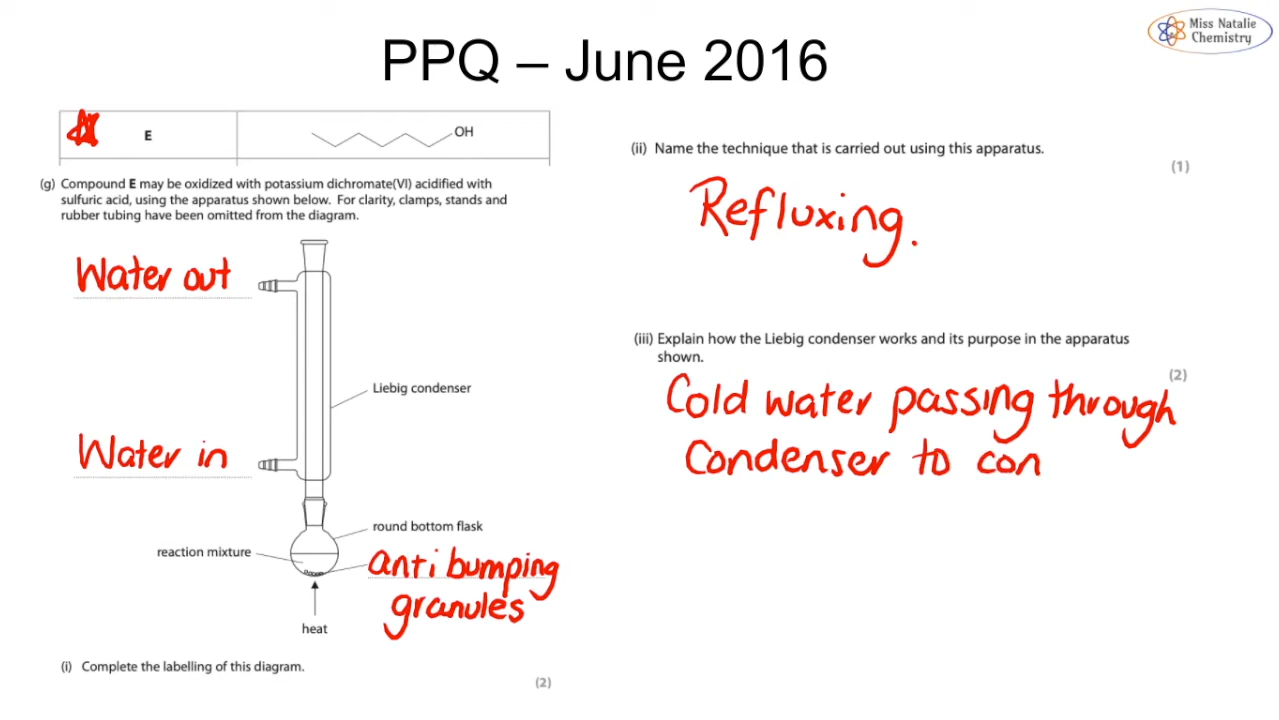 Miss Natalie
Chemistry
PPQ – June 2016
E
OH
(g) Compound E may be oxidized with potassium dichromate(VI) acidified with
sulfuric acid, using the apparatus shown below. For clarity, clamps, stands and
rubber tubing have been omitted from the diagram.
Water out
Liebig condenser
Water in
round bottom flask
reaction mixture
anti bumping
granules
heat
(i) Complete the labelling of this diagram.
(2)
(ii) Name the technique that is carried out using this apparatus.
(1)
Refluxing.
(iii) Explain how the Liebig condenser works and its purpose in the apparatus
shown.
(2)
Cold water passing through
Condenser to con